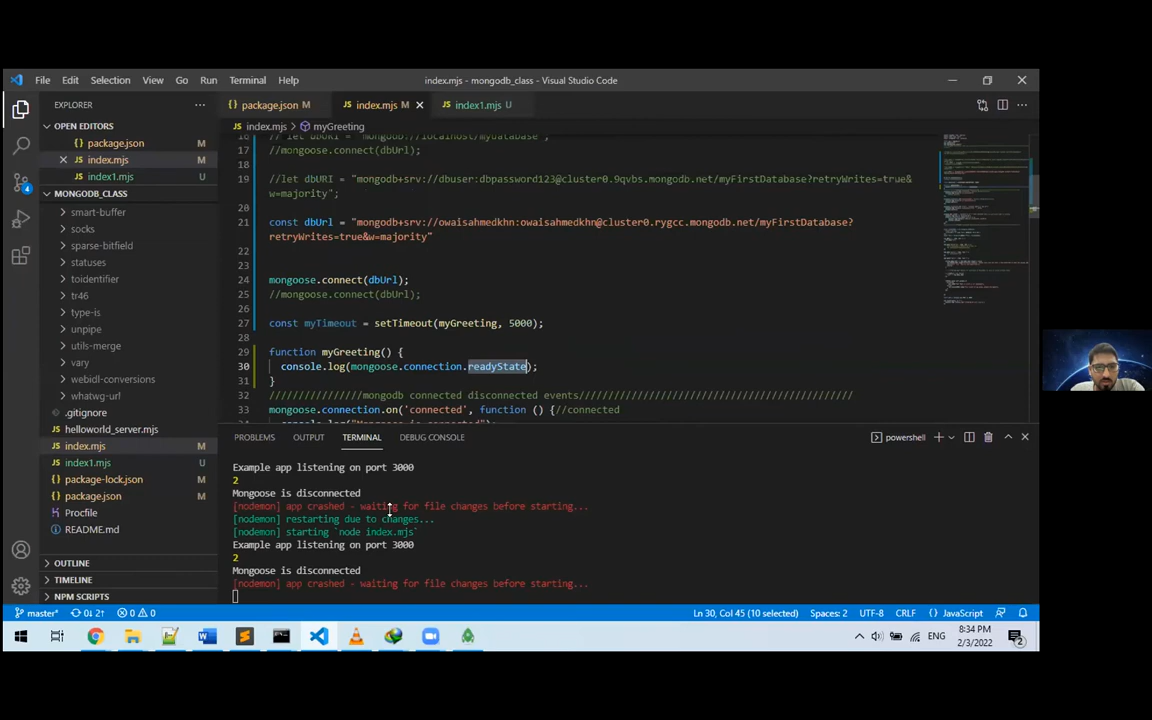 File Edit Selection View Go Run Terminal Help
index.mjs - mongodb_class - Visual Studio Code
EXPLORER
OPEN EDITORS
package.json M
index.mjs M
index1.mjs U
MONGODB_CLASS
smart-buffer
socks
sparse-bitfield
statuses
toidentifier
tr46
type-is
unpipe
utils-merge
vary
webidl-conversions
whatwg-url
.gitignore
helloworld_server.mjs
index.mjs M
index1.mjs U
package-lock.json M
package.json M
Procfile
README.md
OUTLINE
TIMELINE
NPM SCRIPTS
package.json M index.mjs M index1.mjs U
index.mjs > myGreeting
17 //mongoose.connect(dbUrl);
18
19 //let dbURI = "mongodb+srv://dbuser:dbpassword123@cluster0.9qvbs.mongodb.net/myFirstDatabase?retryWrites=true&
w=majority";
20
21 const dbUrl = "mongodb+srv://owaisahmedkhn:owaisahmedkhn@cluster0.rygcc.mongodb.net/myFirstDatabase?
retryWrites=true&w=majority"
22
23
24 mongoose.connect(dbUrl);
25 //mongoose.connect(dbUrl);
26
27 const myTimeout = setTimeout(myGreeting, 5000);
28
29 function myGreeting() {
30 console.log(mongoose.connection.readyState);
31 }
32 ////////////////mongodb connected disconnected events///////////////////////////////////////////////
33 mongoose.connection.on('connected', function () {//connected
PROBLEMS OUTPUT TERMINAL DEBUG CONSOLE
powershell
Example app listening on port 3000
2
Mongoose is disconnected
[nodemon] app crashed - waiting for file changes before starting...
[nodemon] restarting due to changes...
[nodemon] starting `node index.mjs`
Example app listening on port 3000
2
Mongoose is disconnected
[nodemon] app crashed - waiting for file changes before starting...
master* 0↓ 2↑ 0 0
Ln 30, Col 45 (10 selected) Spaces: 2 UTF-8 CRLF JavaScript
ENG
8:34 PM
2/3/2022
2
4